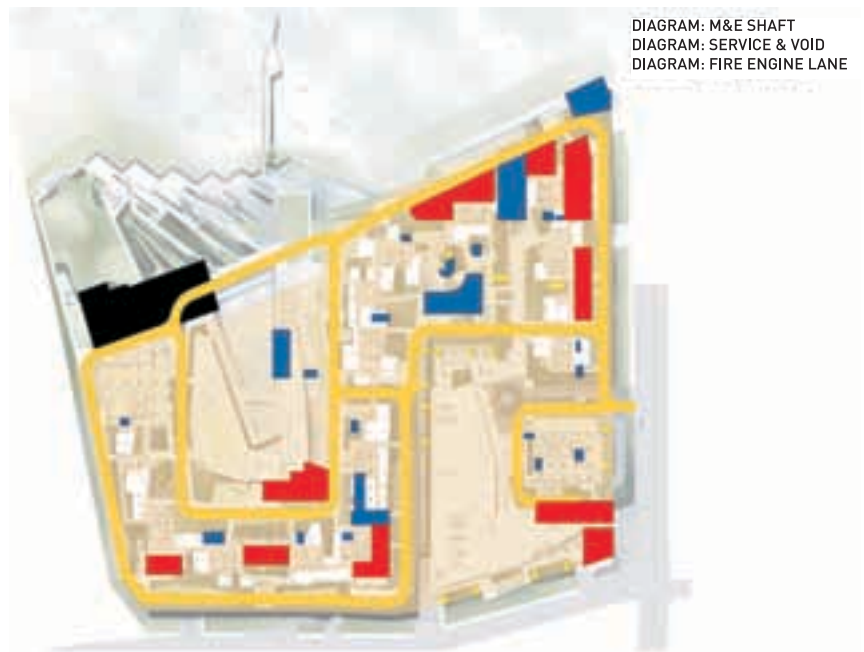 DIAGRAM: M&E SHAFT
DIAGRAM: SERVICE & VOID
DIAGRAM: FIRE ENGINE LANE